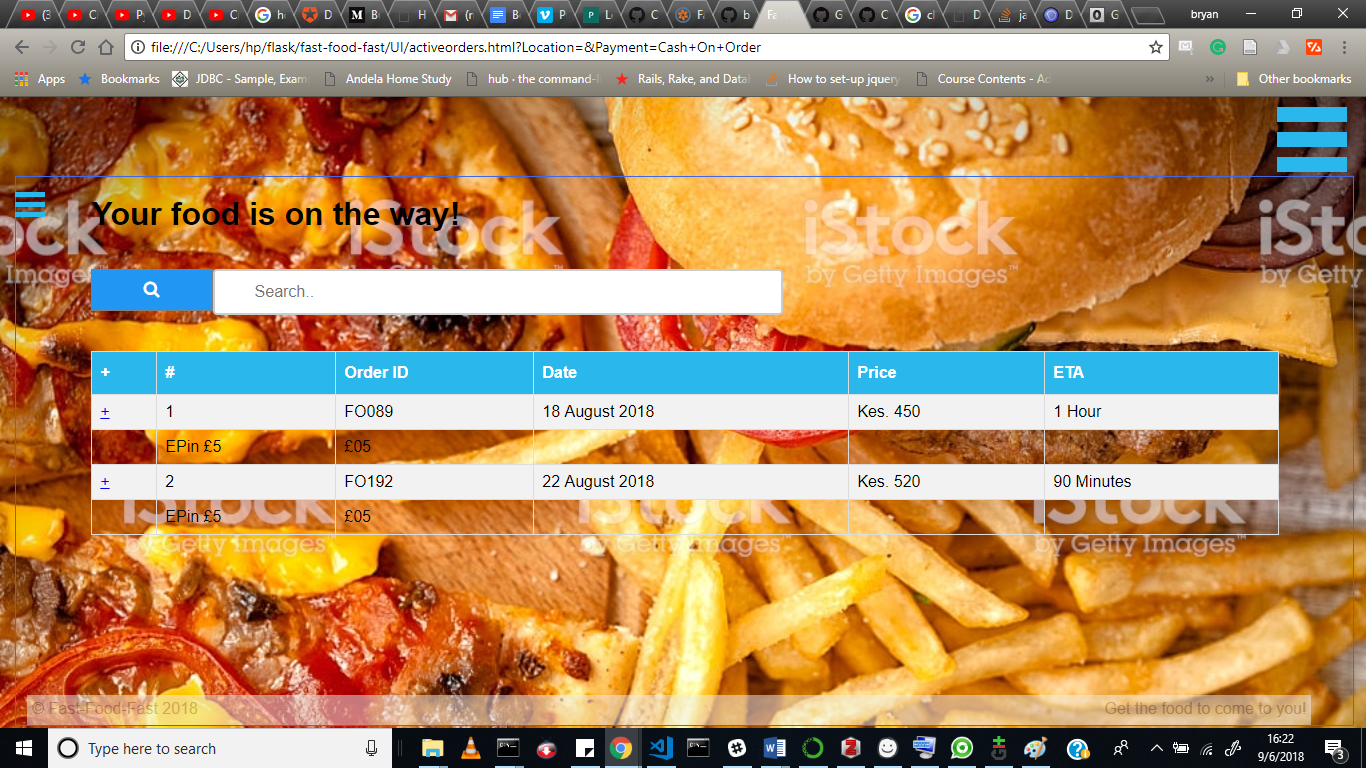 bryan
file:///C:/Users/hp/flask/fast-food-fast/UI/activeorders.html?Location=&Payment=Cash+On+Order
Apps Bookmarks JDBC - Sample, Exam Andela Home Study hub · the command-l Rails, Rake, and Data How to set-up jquery Course Contents - A » Other bookmarks
Your food is on the way!
iStock
by Getty Images™
Search..
+ # Order ID Date Price ETA
+ 1 FO089 18 August 2018 Kes. 450 1 Hour
EPin £5 £05
+ 2 FO192 22 August 2018 Kes. 520 90 Minutes
EPin £5 £05
© Fast-Food-Fast 2018 Get the food to come to you!
Type here to search
16:22
9/6/2018
3